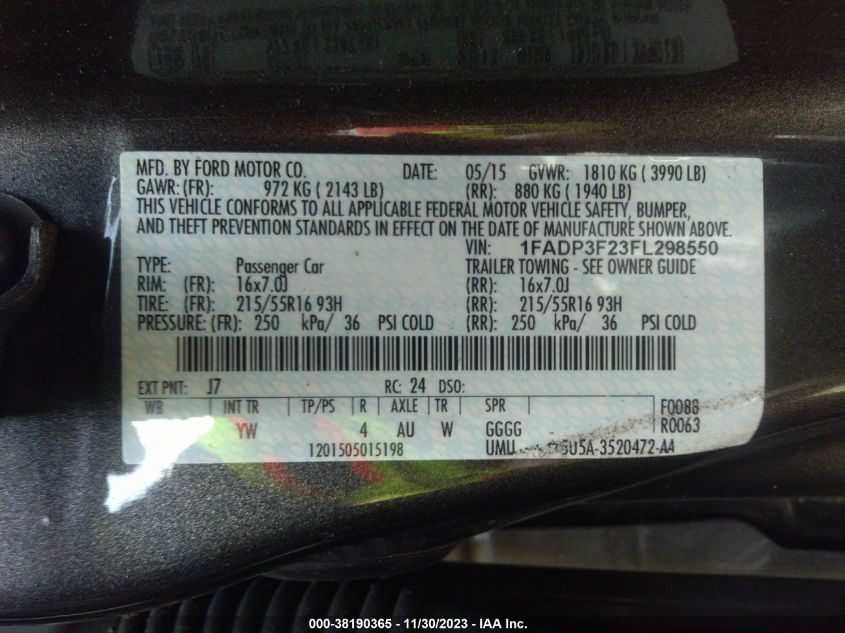 MFD. BY FORD MOTOR CO. DATE: 05/15 GVWR: 1810 KG ( 3990 LB)
GAWR: (FR): 972 KG ( 2143 LB) (RR): 880 KG ( 1940 LB)
THIS VEHICLE CONFORMS TO ALL APPLICABLE FEDERAL MOTOR VEHICLE SAFETY, BUMPER,
AND THEFT PREVENTION STANDARDS IN EFFECT ON THE DATE OF MANUFACTURE SHOWN ABOVE.
VIN: 1FADP3F23FL298550
TYPE: Passenger Car TRAILER TOWING - SEE OWNER GUIDE
RIM: (FR): 16x7.0J (RR): 16x7.0J
TIRE: (FR): 215/55R16 93H (RR): 215/55R16 93H
PRESSURE: (FR): 250 kPa/ 36 PSI COLD (RR): 250 kPa/ 36 PSI COLD
EXT PNT: J7 RC: 24 DSO:
WB INT TR TP/PS R AXLE TR SPR F0088
YW 4 AU W GGGG R0063
1201505015198 UMU 5U5A-3520472-AA
000-38190365 - 11/30/2023 - IAA Inc.